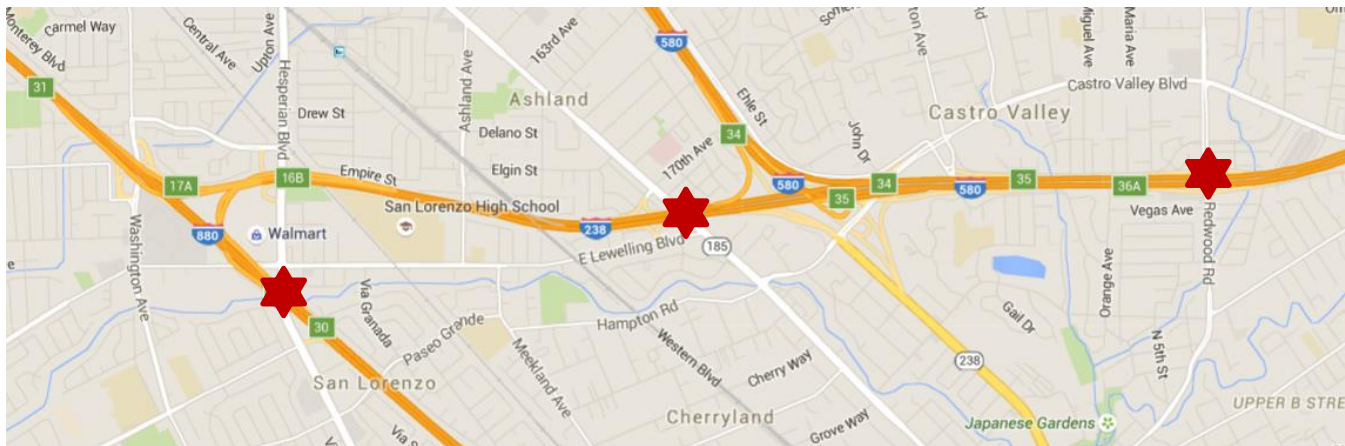 Carmel Way
Monterey Blvd
Central Ave
Upton Ave
163rd Ave
580
31
Hesperian Blvd
Drew St
Ashland Ave
Ashland
Delano St
Elgin St
170th Ave
34
Ehle St
John Dr
Castro Valley Blvd
Castro Valley
Miguel Ave
Maria Ave
17A
16B
Empire St
San Lorenzo High School
580
35
34
580
35
36A
Vegas Ave
Redwood Rd
880
Walmart
238
E Lewelling Blvd
185
Washington Ave
Via Granada
30
Paseo Grande
Meekland Ave
Hampton Rd
Western Blvd
Cherry Way
Grove Way
San Lorenzo
Cherryland
Gail Dr
Orange Ave
N 5th St
238
Japanese Gardens
UPPER B STRE